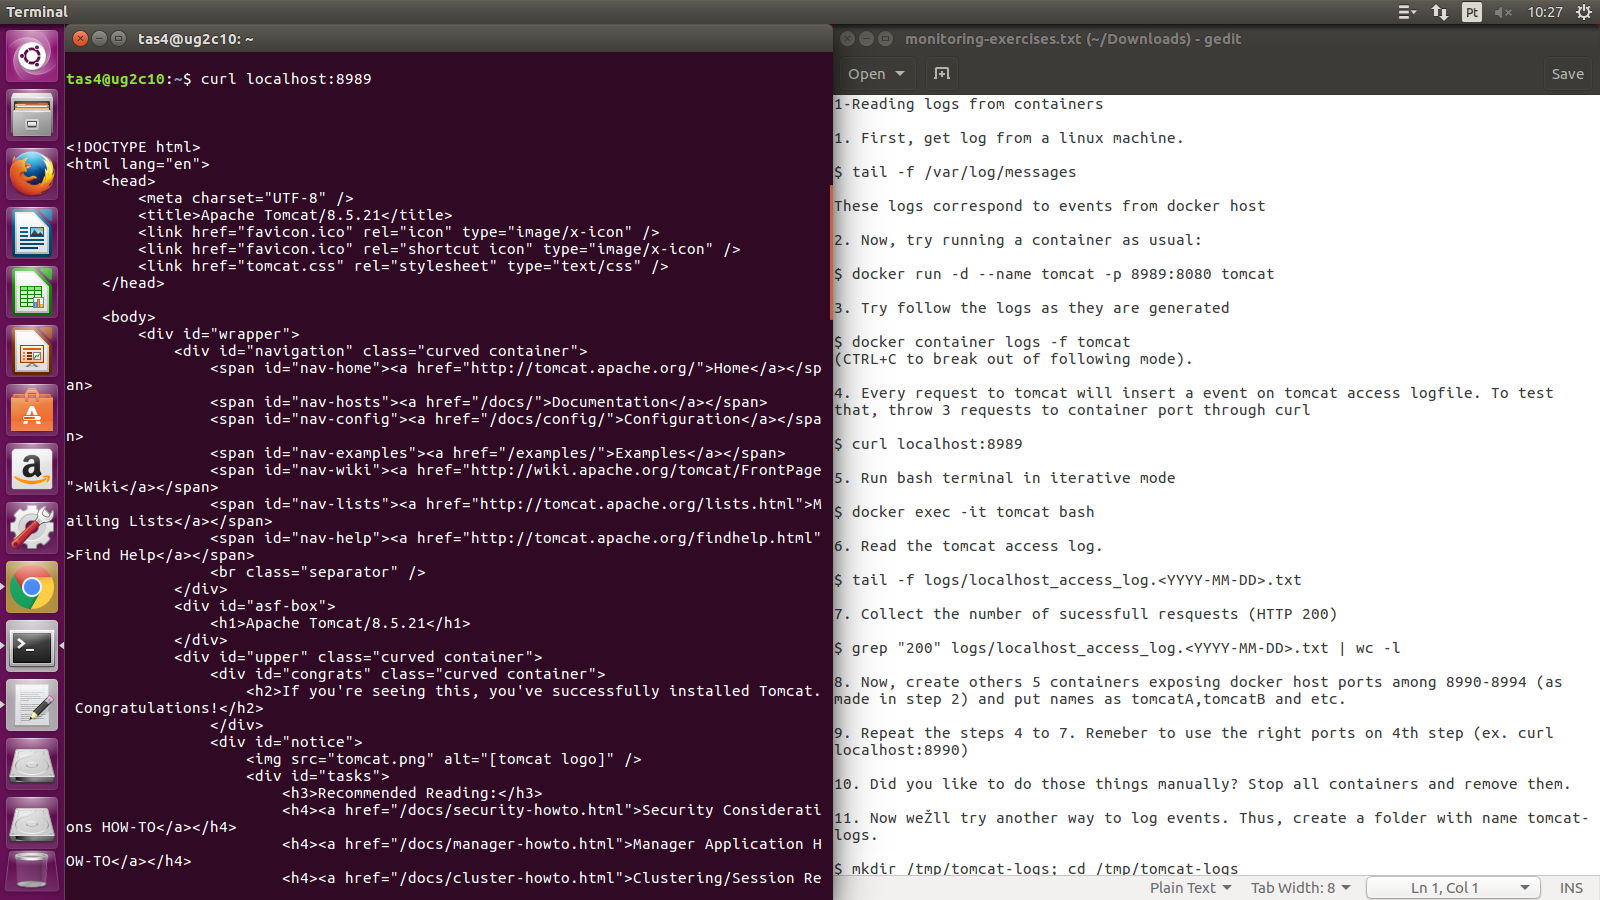 Terminal
Pt
10:27
tas4@ug2c10: ~
tas4@ug2c10:~$ curl localhost:8989
<!DOCTYPE html>
<html lang="en">
    <head>
        <meta charset="UTF-8" />
        <title>Apache Tomcat/8.5.21</title>
        <link href="favicon.ico" rel="icon" type="image/x-icon" />
        <link href="favicon.ico" rel="shortcut icon" type="image/x-icon" />
        <link href="tomcat.css" rel="stylesheet" type="text/css" />
    </head>
    <body>
        <div id="wrapper">
            <div id="navigation" class="curved container">
                <span id="nav-home"><a href="http://tomcat.apache.org/">Home</a></sp
an>
                <span id="nav-hosts"><a href="/docs/">Documentation</a></span>
                <span id="nav-config"><a href="/docs/config/">Configuration</a></spa
n>
                <span id="nav-examples"><a href="/examples/">Examples</a></span>
                <span id="nav-wiki"><a href="http://wiki.apache.org/tomcat/FrontPage
">Wiki</a></span>
                <span id="nav-lists"><a href="http://tomcat.apache.org/lists.html">M
ailing Lists</a></span>
                <span id="nav-help"><a href="http://tomcat.apache.org/findhelp.html"
>Find Help</a></span>
                <br class="separator" />
            </div>
            <div id="asf-box">
                <h1>Apache Tomcat/8.5.21</h1>
            </div>
            <div id="upper" class="curved container">
                <div id="congrats" class="curved container">
                    <h2>If you're seeing this, you've successfully installed Tomcat.
 Congratulations!</h2>
                </div>
                <div id="notice">
                    <img src="tomcat.png" alt="[tomcat logo]" />
                    <div id="tasks">
                        <h3>Recommended Reading:</h3>
                        <h4><a href="/docs/security-howto.html">Security Considerati
ons HOW-TO</a></h4>
                        <h4><a href="/docs/manager-howto.html">Manager Application H
OW-TO</a></h4>
                        <h4><a href="/docs/cluster-howto.html">Clustering/Session Re
monitoring-exercises.txt (~/Downloads) - gedit
Open
Save
1-Reading logs from containers
1. First, get log from a linux machine.
$ tail -f /var/log/messages
These logs correspond to events from docker host
2. Now, try running a container as usual:
$ docker run -d --name tomcat -p 8989:8080 tomcat
3. Try follow the logs as they are generated
$ docker container logs -f tomcat
(CTRL+C to break out of following mode).
4. Every request to tomcat will insert a event on tomcat access logfile. To test
that, throw 3 requests to container port through curl
$ curl localhost:8989
5. Run bash terminal in iterative mode
$ docker exec -it tomcat bash
6. Read the tomcat access log.
$ tail -f logs/localhost_access_log.<YYYY-MM-DD>.txt
7. Collect the number of sucessfull resquests (HTTP 200)
$ grep "200" logs/localhost_access_log.<YYYY-MM-DD>.txt | wc -l
8. Now, create others 5 containers exposing docker host ports among 8990-8994 (as
made in step 2) and put names as tomcatA,tomcatB and etc.
9. Repeat the steps 4 to 7. Remeber to use the right ports on 4th step (ex. curl
localhost:8990)
10. Did you like to do those things manually? Stop all containers and remove them.
11. Now weŽll try another way to log events. Thus, create a folder with name tomcat-
logs.
$ mkdir /tmp/tomcat-logs; cd /tmp/tomcat-logs
Plain Text
Tab Width: 8
Ln 1, Col 1
INS